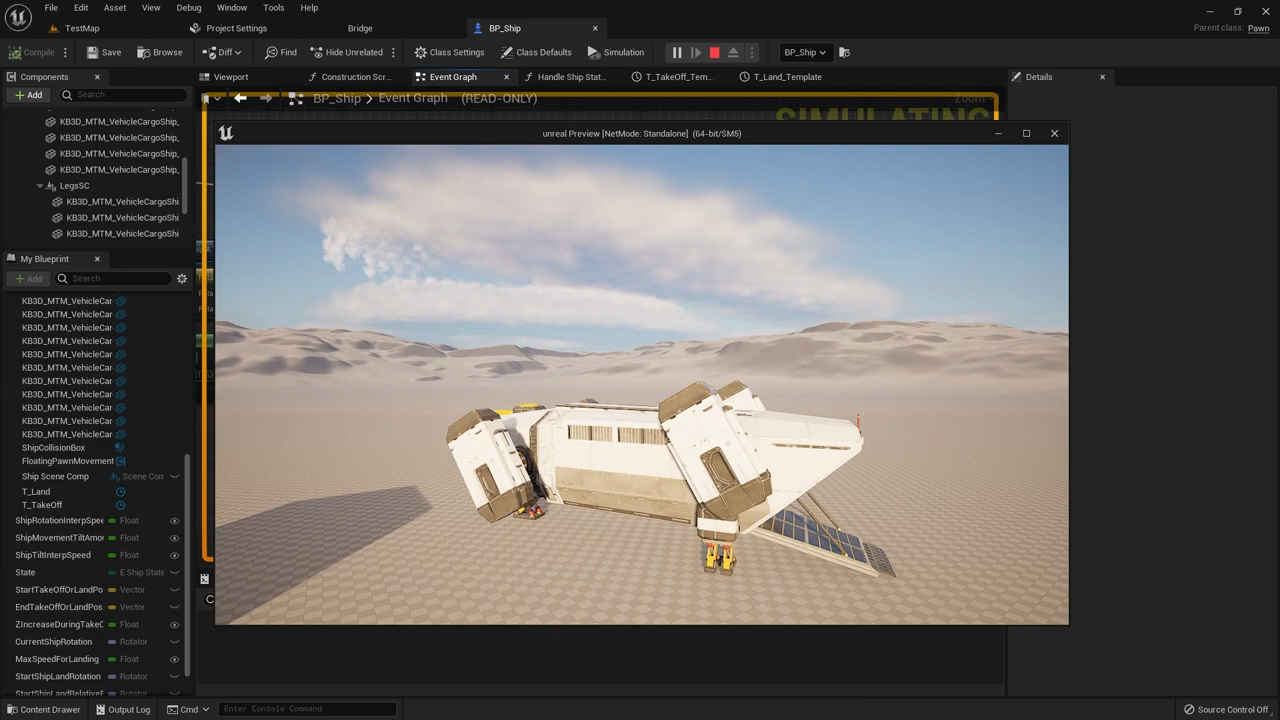 File Edit Asset View Debug Window Tools Help
TestMap Project Settings Bridge BP_Ship
Parent class: Pawn
Compile Save Browse Diff Find Hide Unrelated Class Settings Class Defaults Simulation BP_Ship
Components Viewport Construction Scr... Event Graph Handle Ship Stat... T_TakeOff_Tem... T_Land_Template Details
+ Add Search
BP_Ship > Event Graph (READ-ONLY) Zoom
SIMULATING
KB3D_MTM_VehicleCargoShip_
unreal Preview [NetMode: Standalone] (64-bit/SM5)
KB3D_MTM_VehicleCargoShip_
KB3D_MTM_VehicleCargoShip_
KB3D_MTM_VehicleCargoShip_
LegsSC
KB3D_MTM_VehicleCargoShi
KB3D_MTM_VehicleCargoShi
KB3D_MTM_VehicleCargoShi
My Blueprint
+ Add Search
KB3D_MTM_VehicleCar
KB3D_MTM_VehicleCar
KB3D_MTM_VehicleCar
KB3D_MTM_VehicleCar
KB3D_MTM_VehicleCar
KB3D_MTM_VehicleCar
KB3D_MTM_VehicleCar
KB3D_MTM_VehicleCar
KB3D_MTM_VehicleCar
KB3D_MTM_VehicleCar
KB3D_MTM_VehicleCar
ShipCollisionBox
FloatingPawnMovement
Ship Scene Comp Scene Con
T_Land
T_TakeOff
ShipRotationInterpSpee Float
ShipMovementTiltAmou Float
ShipTiltInterpSpeed Float
State E Ship State
StartTakeOffOrLandPo Vector
EndTakeOffOrLandPos Vector
ZIncreaseDuringTakeC Float
CurrentShipRotation Rotator
MaxSpeedForLanding Float
StartShipLandRotation Rotator
Content Drawer Output Log Cmd Enter Console Command Source Control Off